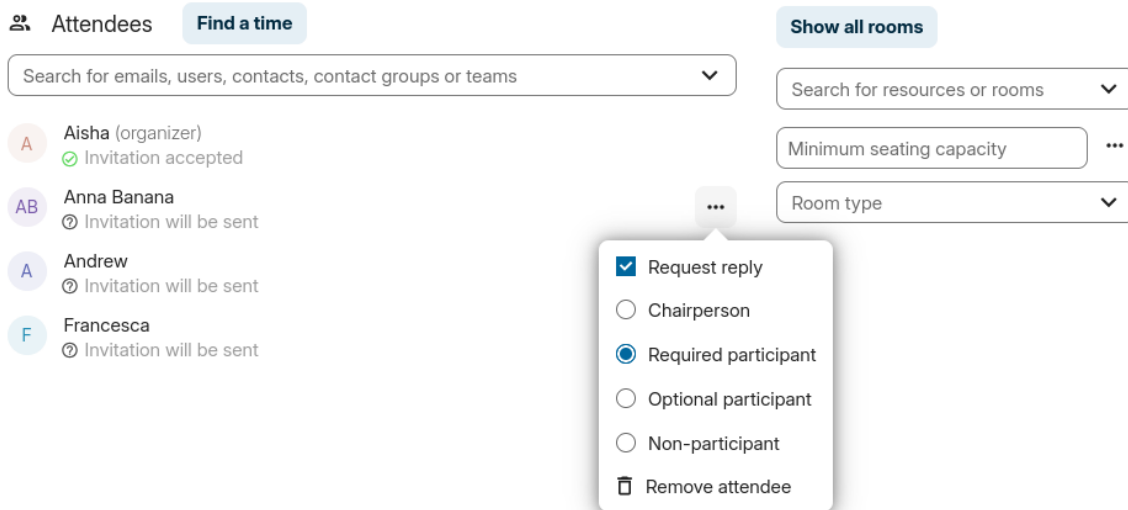 Attendees
Find a time
Search for emails, users, contacts, contact groups or teams
A
Aisha (organizer)
Invitation accepted
AB
Anna Banana
Invitation will be sent
A
Andrew
Invitation will be sent
F
Francesca
Invitation will be sent
Request reply
Chairperson
Required participant
Optional participant
Non-participant
Remove attendee
Show all rooms
Search for resources or rooms
Minimum seating capacity
Room type